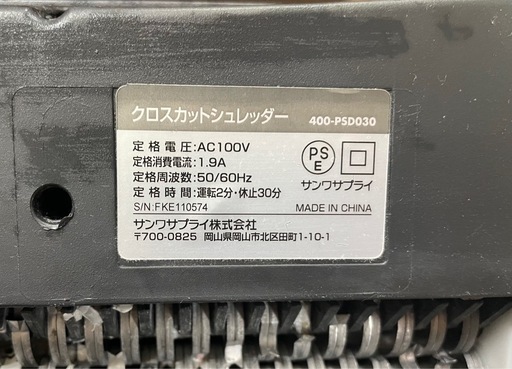 クロスカットシュレッダー 400-PSD030
定格電圧:AC100V
定格消費電流:1.9A
定格周波数:50/60Hz
定格時間:運転2分・休止30分
PS
E
サンワサプライ
S/N:FKE110574 MADE IN CHINA
サンワサプライ株式会社
〒700-0825 岡山県岡山市北区田町1-10-1